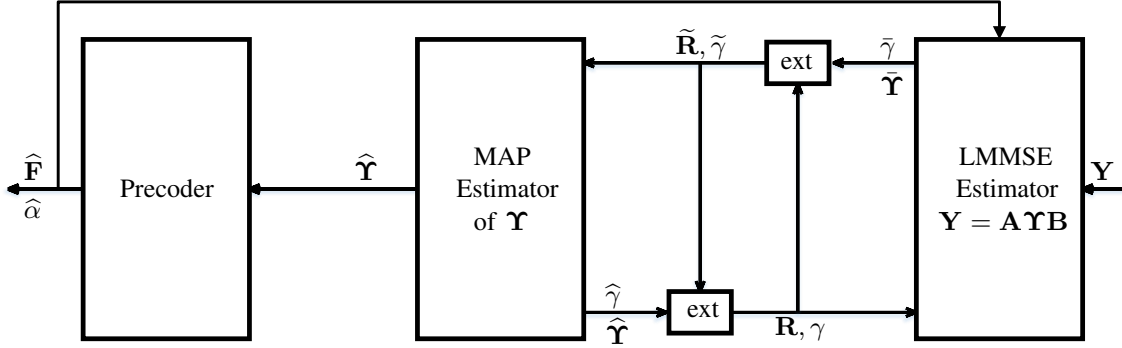 R̃, γ̃
ext
γ̄
ϒ̄
F̂
α̂
Precoder
ϒ̂
MAP
Estimator
of ϒ
LMMSE
Estimator
Y = AϒB
Y
γ̂
ϒ̂
ext
R, γ